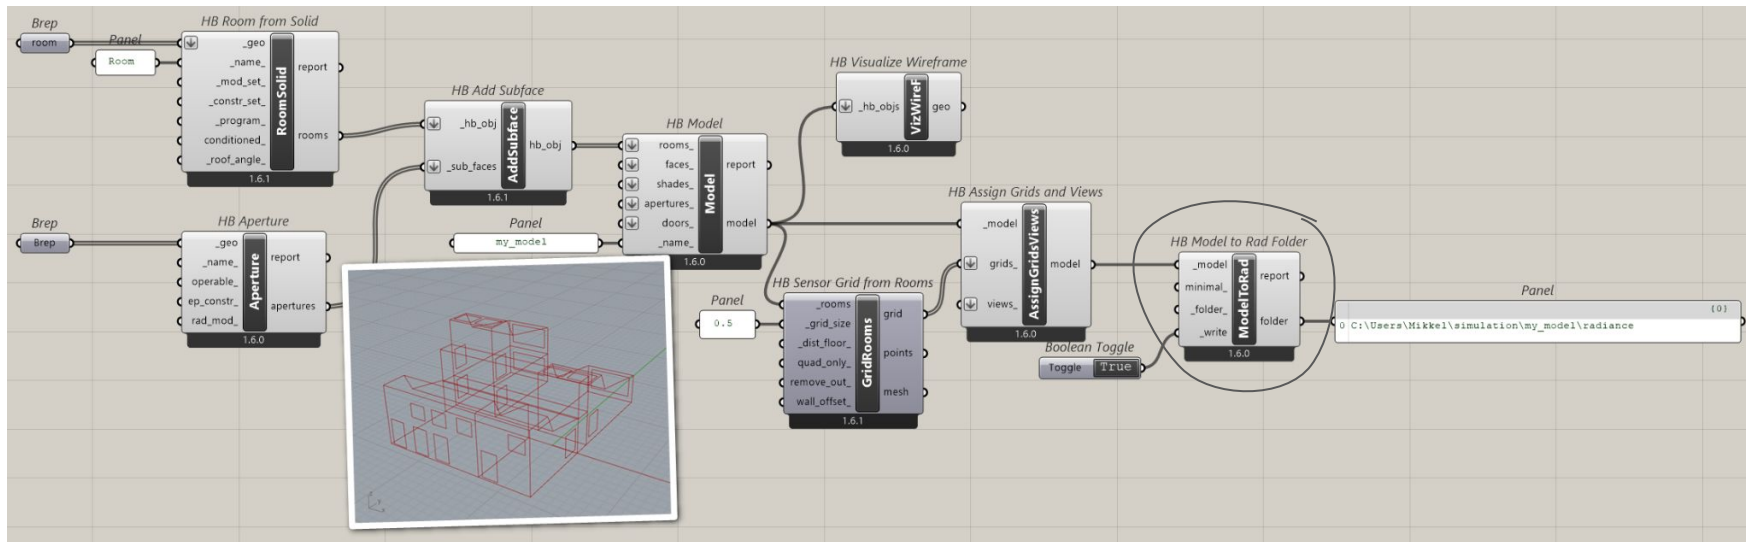 Brep
room
Panel
Room
HB Room from Solid
_geo
_name_
_mod_set_
_constr_set_
_program_
conditioned_
_roof_angle_
RoomSolid
report
rooms
1.6.1
Brep
Brep
HB Aperture
_geo
_name_
operable_
ep_constr_
rad_mod_
Aperture
report
apertures
1.6.0
HB Add Subface
_hb_obj
_sub_faces
AddSubface
hb_obj
1.6.1
Panel
my_model
HB Model
rooms_
faces_
shades_
apertures_
doors_
_name_
Model
report
model
1.6.0
HB Visualize Wireframe
_hb_objs
VizWireF
geo
1.6.0
Panel
0.5
HB Sensor Grid from Rooms
_rooms
_grid_size
_dist_floor_
quad_only_
remove_out_
wall_offset_
GridRooms
grid
points
mesh
1.6.1
HB Assign Grids and Views
_model
grids_
views_
AssignGridsViews
model
1.6.0
Boolean Toggle
Toggle
True
HB Model to Rad Folder
_model
minimal_
_folder_
_write
ModelToRad
report
folder
1.6.0
Panel
{0}
0 C:\Users\Mikkel\simulation\my_model\radiance